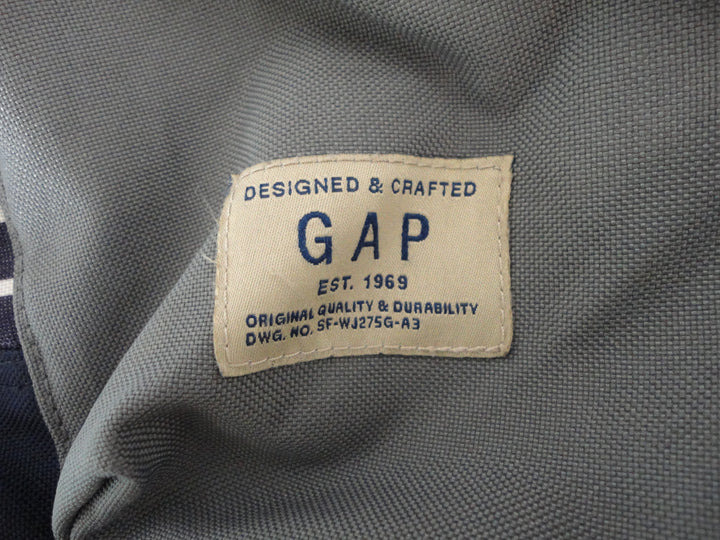 DESIGNED & CRAFTED
GAP
EST. 1969
ORIGINAL QUALITY & DURABILITY
DWG. NO. SF-WJ275G-A3